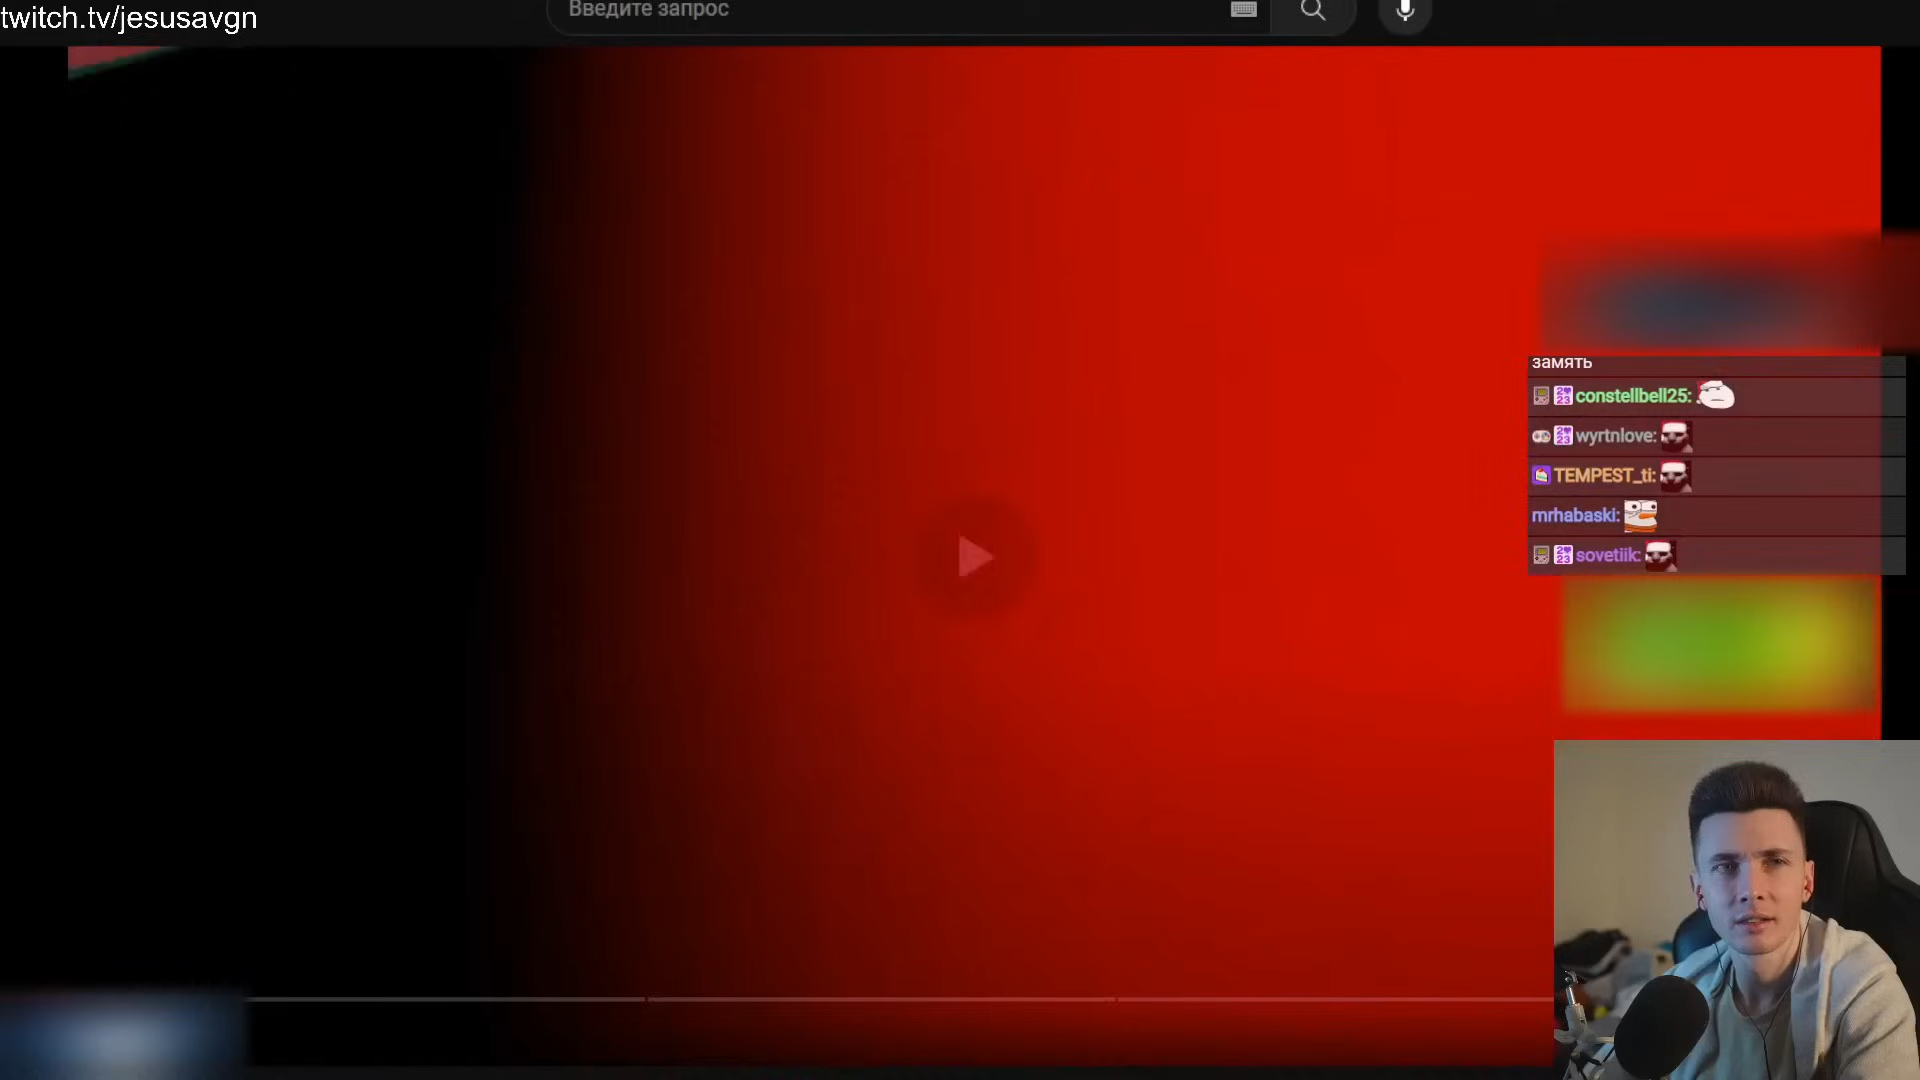 twitch.tv/jesusavgn
Введите запрос
замять
constellbell25:
wyrtnlove:
TEMPEST_ti:
mrhabaski:
sovetiik: